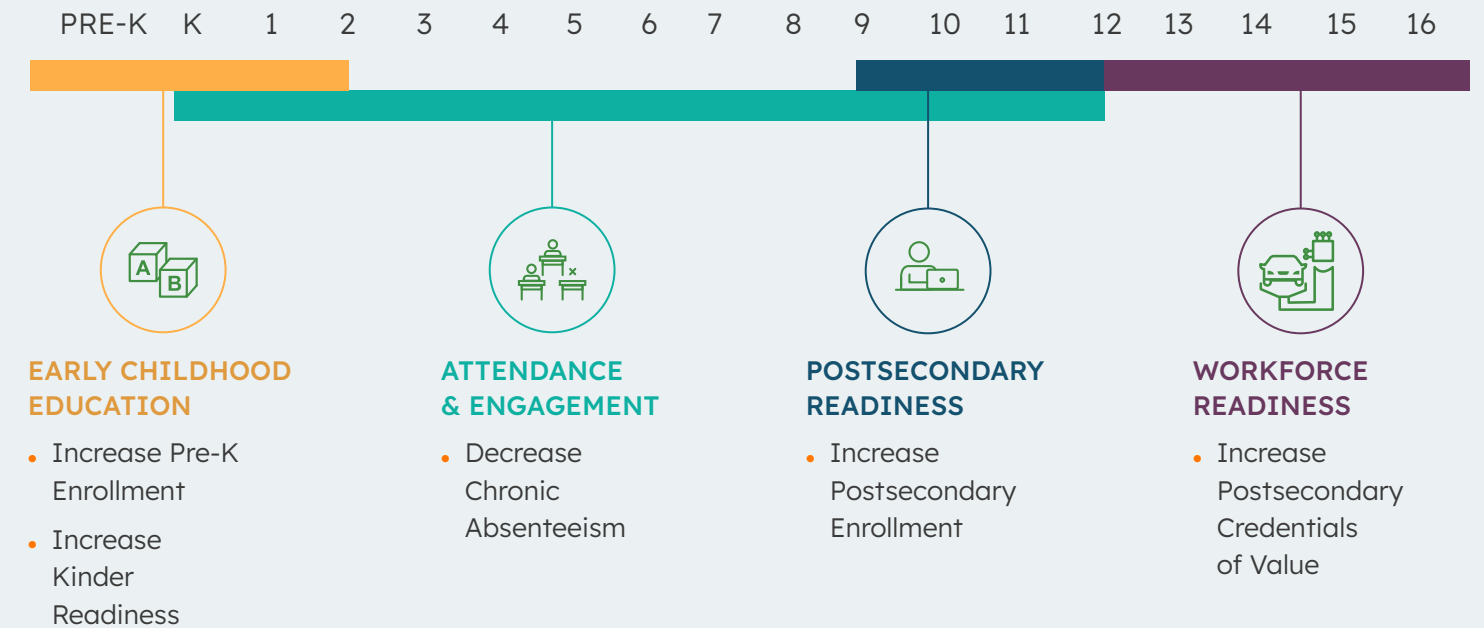 PRE-K K 1 2 3 4 5 6 7 8 9 10 11 12 13 14 15 16
A
B
EARLY CHILDHOOD
EDUCATION
• Increase Pre-K
Enrollment
• Increase
Kinder
Readiness
ATTENDANCE
& ENGAGEMENT
• Decrease
Chronic
Absenteeism
POSTSECONDARY
READINESS
• Increase
Postsecondary
Enrollment
WORKFORCE
READINESS
• Increase
Postsecondary
Credentials
of Value